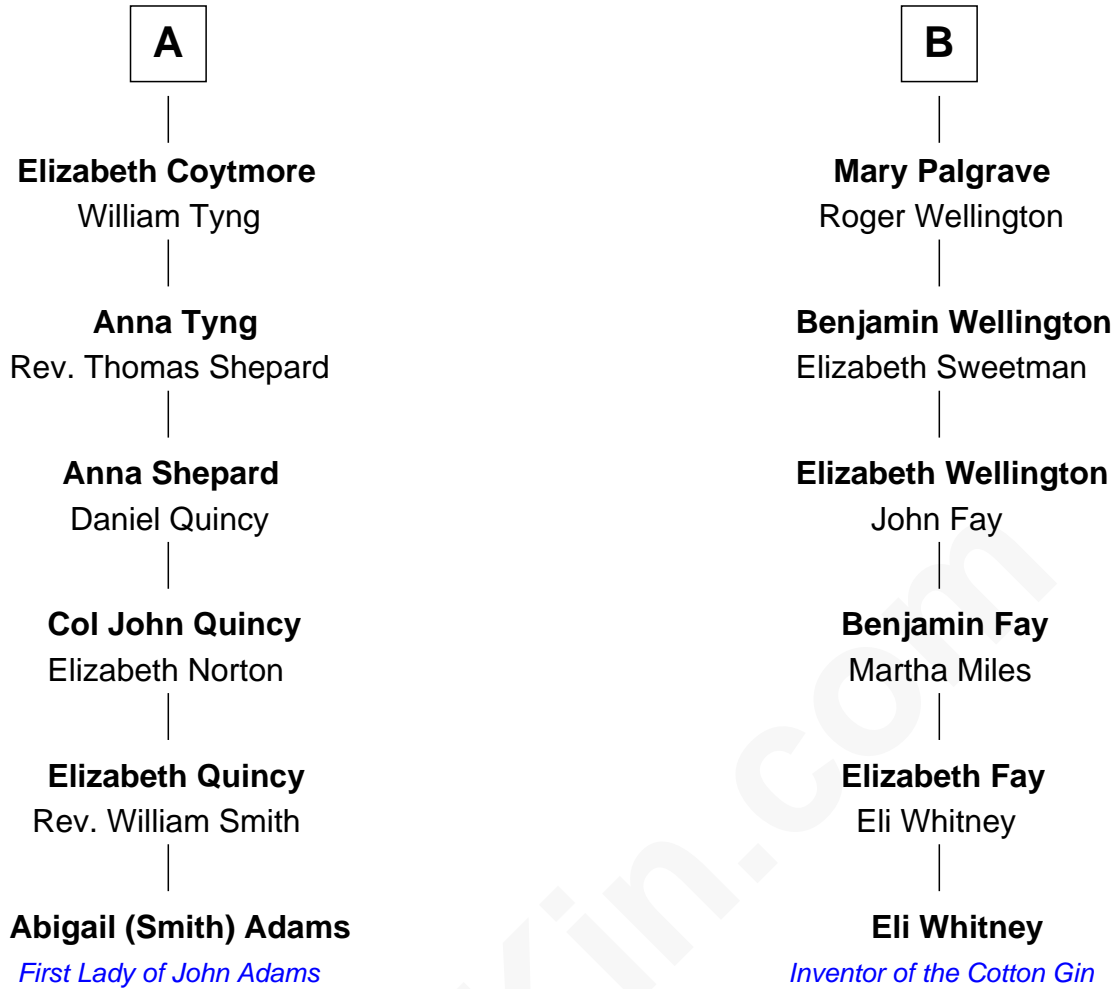 A
Elizabeth Coytmore
William Tyng
Anna Tyng
Rev. Thomas Shepard
Anna Shepard
Daniel Quincy
Col John Quincy
Elizabeth Norton
Elizabeth Quincy
Rev. William Smith
Abigail (Smith) Adams
First Lady of John Adams
B
Mary Palgrave
Roger Wellington
Benjamin Wellington
Elizabeth Sweetman
Elizabeth Wellington
John Fay
Benjamin Fay
Martha Miles
Elizabeth Fay
Eli Whitney
Eli Whitney
Inventor of the Cotton Gin
Kin.com